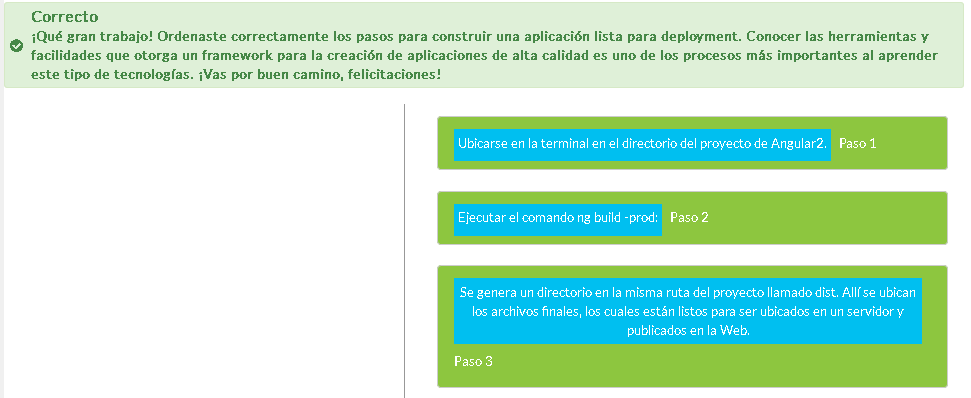 Correcto
¡Qué gran trabajo! Ordenaste correctamente los pasos para construir una aplicación lista para deployment. Conocer las herramientas y
facilidades que otorga un framework para la creación de aplicaciones de alta calidad es uno de los procesos más importantes al aprender
este tipo de tecnologías. ¡Vas por buen camino, felicitaciones!
Ubicarse en la terminal en el directorio del proyecto de Angular2. Paso 1
Ejecutar el comando ng build -prod: Paso 2
Se genera un directorio en la misma ruta del proyecto llamado dist. Allí se ubican
los archivos finales, los cuales están listos para ser ubicados en un servidor y
publicados en la Web.
Paso 3